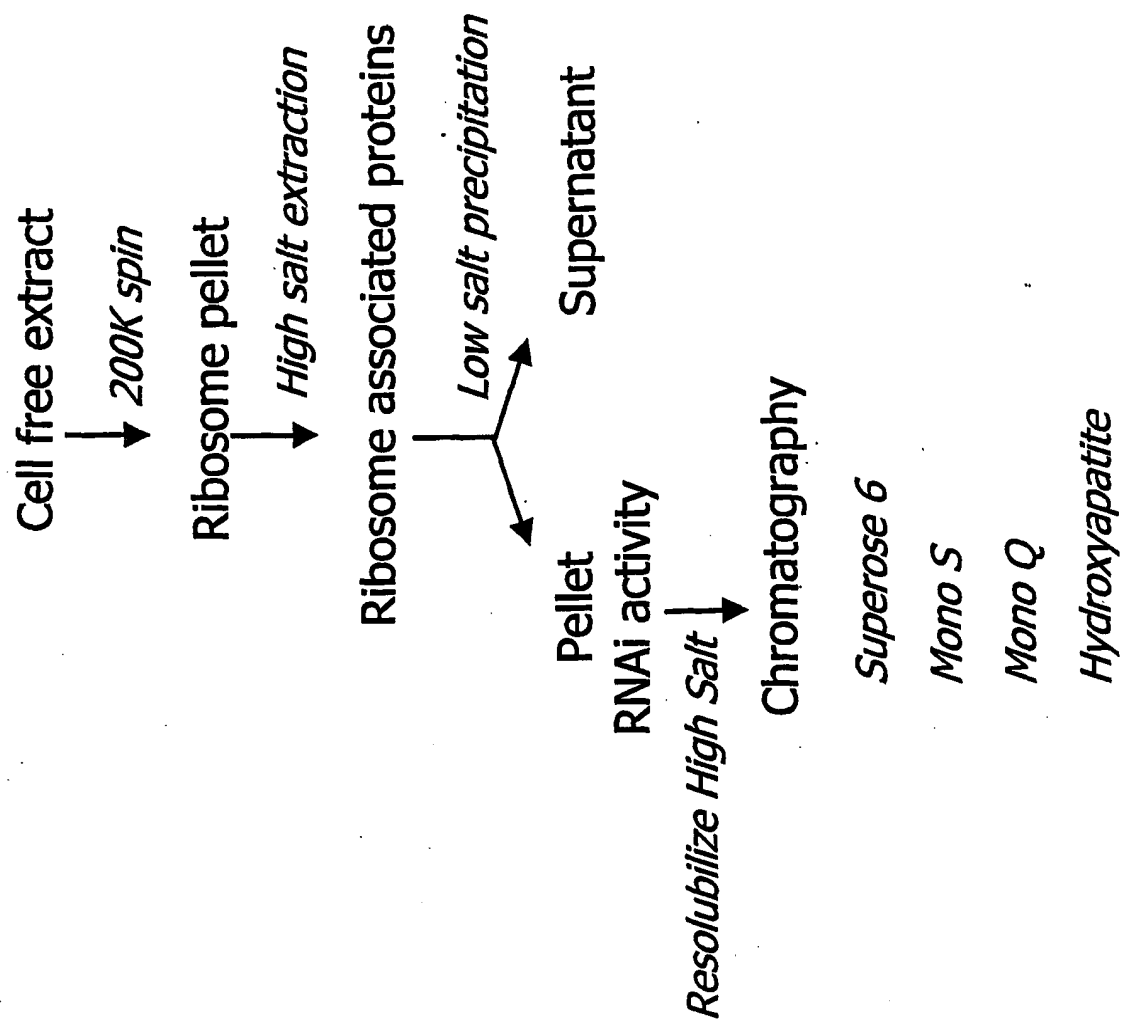 Cell free extract
200K spin
Ribosome pellet
High salt extraction
Ribosome associated proteins
Low salt precipitation
Pellet
Supernatant
RNAi activity
Resolubilize High Salt
Chromatography
Superose 6
Mono S
Mono Q
Hydroxyapatite